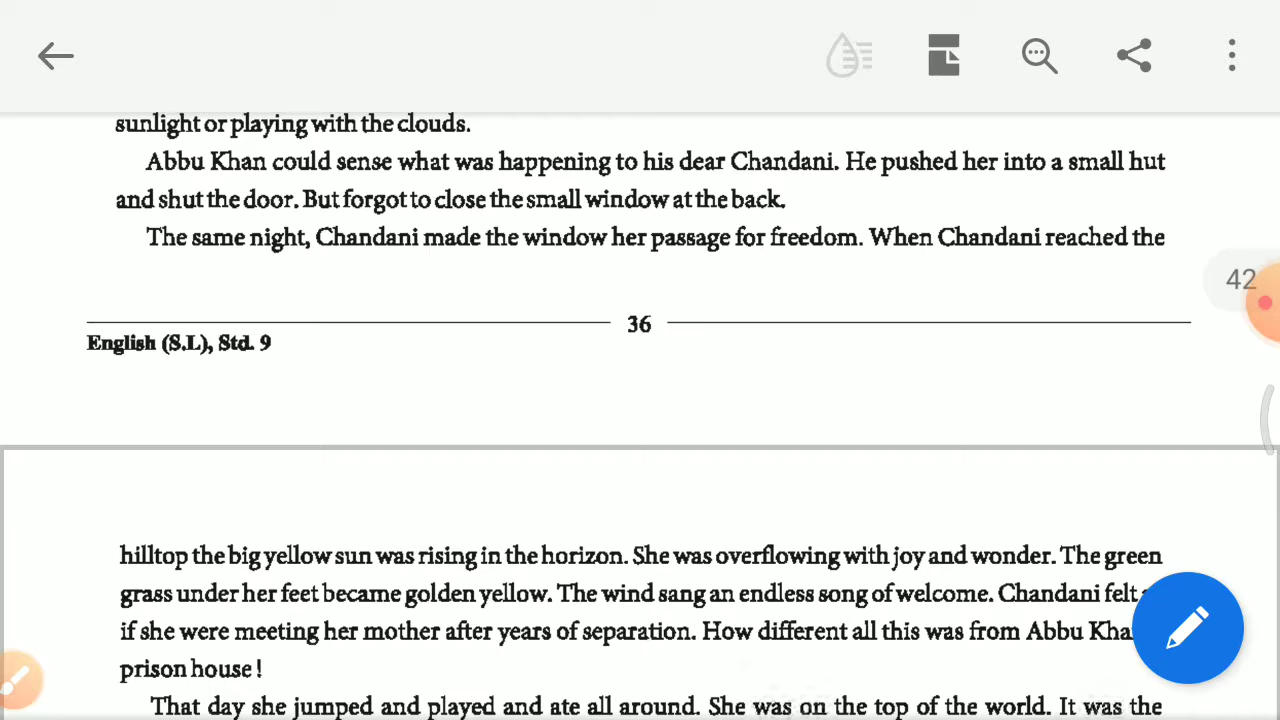 sunlight or playing with the clouds.
Abbu Khan could sense what was happening to his dear Chandani. He pushed her into a small hut
and shut the door. But forgot to close the small window at the back.
The same night, Chandani made the window her passage for freedom. When Chandani reached the
42
36
English (S.L), Std. 9
hilltop the big yellow sun was rising in the horizon. She was overflowing with joy and wonder. The green
grass under her feet became golden yellow. The wind sang an endless song of welcome. Chandani felt
if she were meeting her mother after years of separation. How different all this was from Abbu Kha
prison house !
That day she jumped and played and ate all around. She was on the top of the world. It was the